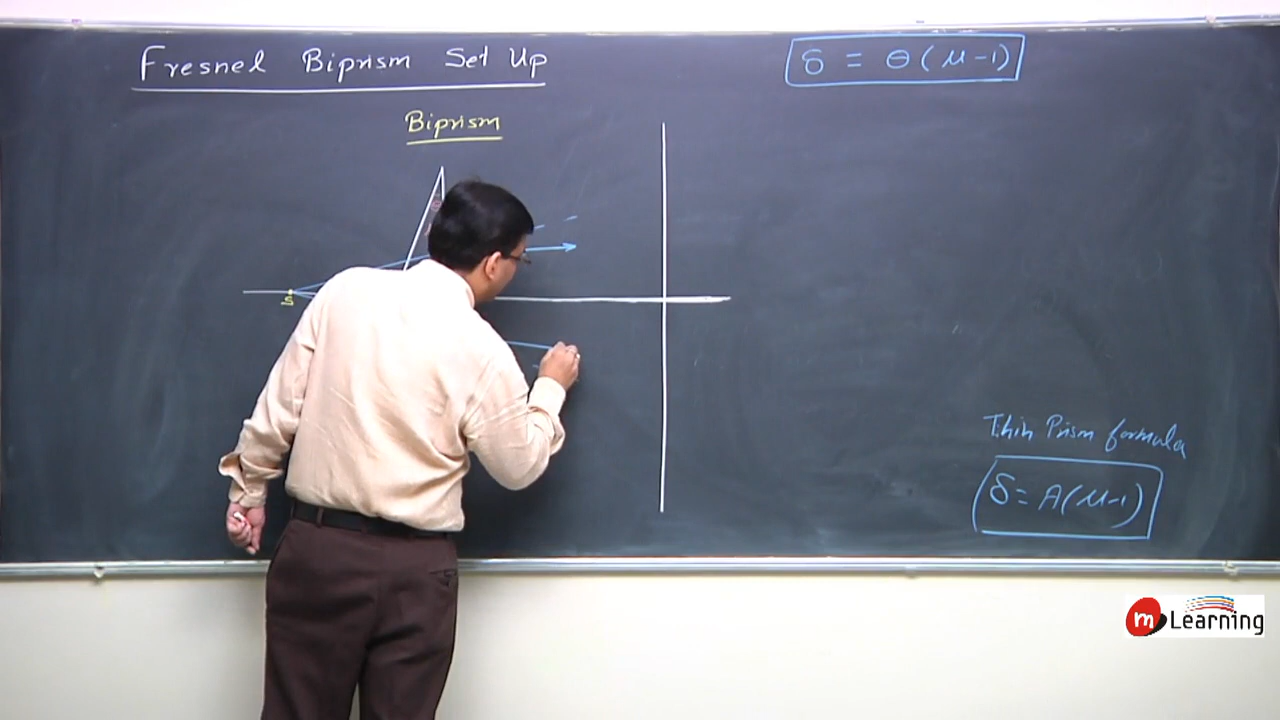 Fresnel Biprism Set Up
δ = θ(μ-1)
Biprism
θ
S
Thin Prism formula
δ = A(μ-1)
m Learning